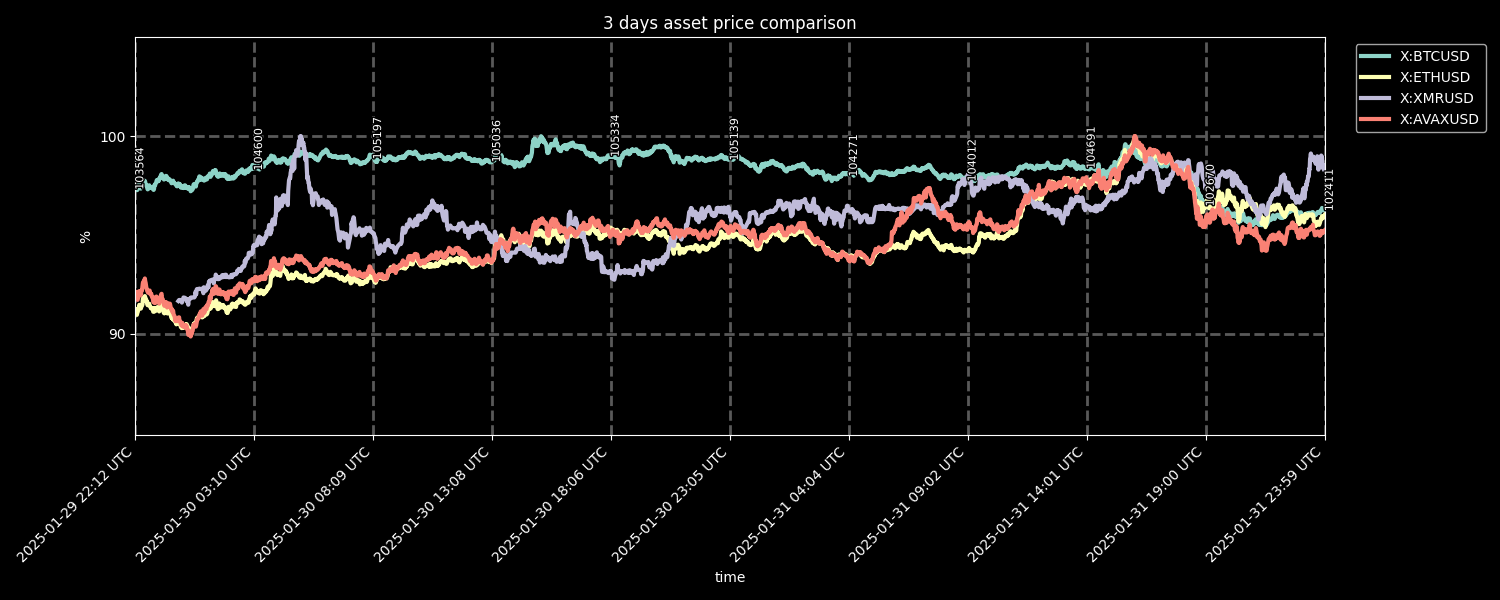 3 days asset price comparison
X:BTCUSD
X:ETHUSD
X:XMRUSD
X:AVAXUSD
100
90
%
103564
104600
105197
105036
105334
105139
104271
104012
104691
102670
102411
2025-01-29 22:12 UTC
2025-01-30 03:10 UTC
2025-01-30 08:09 UTC
2025-01-30 13:08 UTC
2025-01-30 18:06 UTC
2025-01-30 23:05 UTC
2025-01-31 04:04 UTC
2025-01-31 09:02 UTC
2025-01-31 14:01 UTC
2025-01-31 19:00 UTC
2025-01-31 23:59 UTC
time